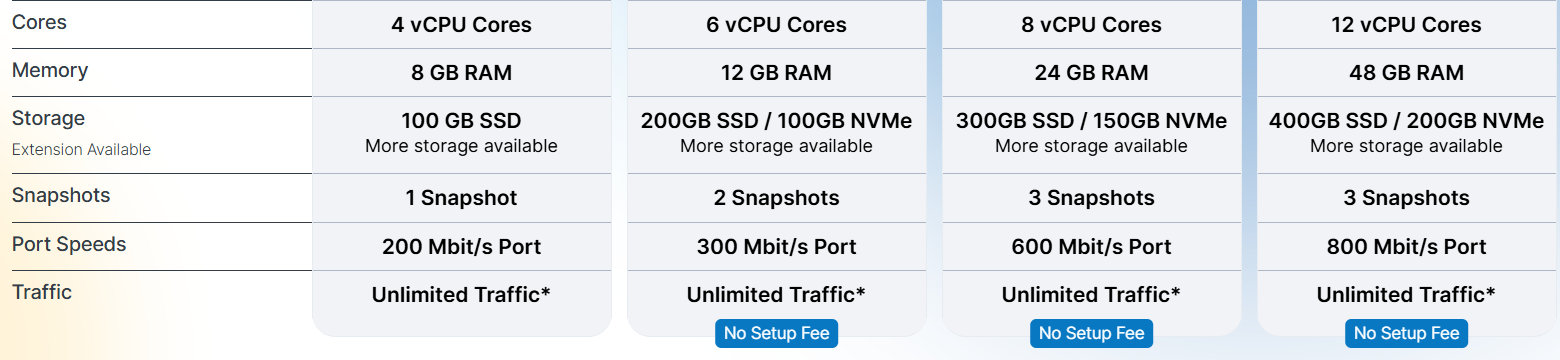 Cores 4 vCPU Cores 6 vCPU Cores 8 vCPU Cores 12 vCPU Cores
Memory 8 GB RAM 12 GB RAM 24 GB RAM 48 GB RAM
Storage 100 GB SSD 200GB SSD / 100GB NVMe 300GB SSD / 150GB NVMe 400GB SSD / 200GB NVMe
Extension Available More storage available More storage available More storage available More storage available
Snapshots 1 Snapshot 2 Snapshots 3 Snapshots 3 Snapshots
Port Speeds 200 Mbit/s Port 300 Mbit/s Port 600 Mbit/s Port 800 Mbit/s Port
Traffic Unlimited Traffic* Unlimited Traffic* Unlimited Traffic* Unlimited Traffic*
No Setup Fee No Setup Fee No Setup Fee